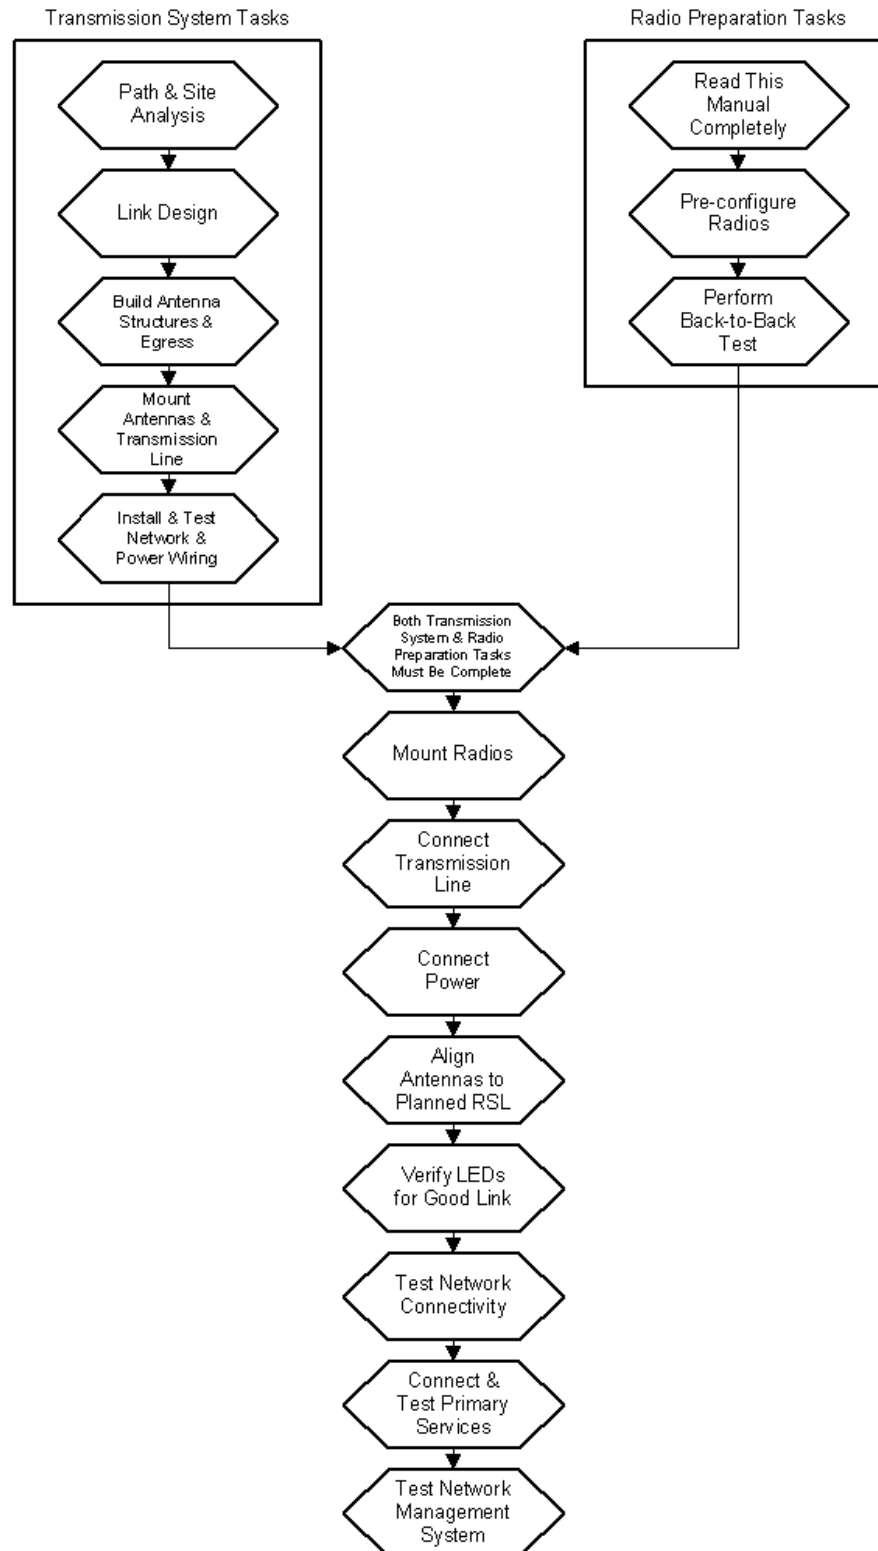 Transmission System Tasks
Path & Site
Analysis
Link Design
Build Antenna
Structures &
Egress
Mount
Antennas &
Transmission
Line
Install & Test
Network &
Power Wiring
Radio Preparation Tasks
Read This
Manual
Completely
Pre-configure
Radios
Perform
Back-to-Back
Test
Both Transmission
System & Radio
Preparation Tasks
Must Be Complete
Mount Radios
Connect
Transmission
Line
Connect
Power
Align
Antennas to
Planned RSL
Verify LEDs
for Good Link
Test Network
Connectivity
Connect &
Test Primary
Services
Test Network
Management
System